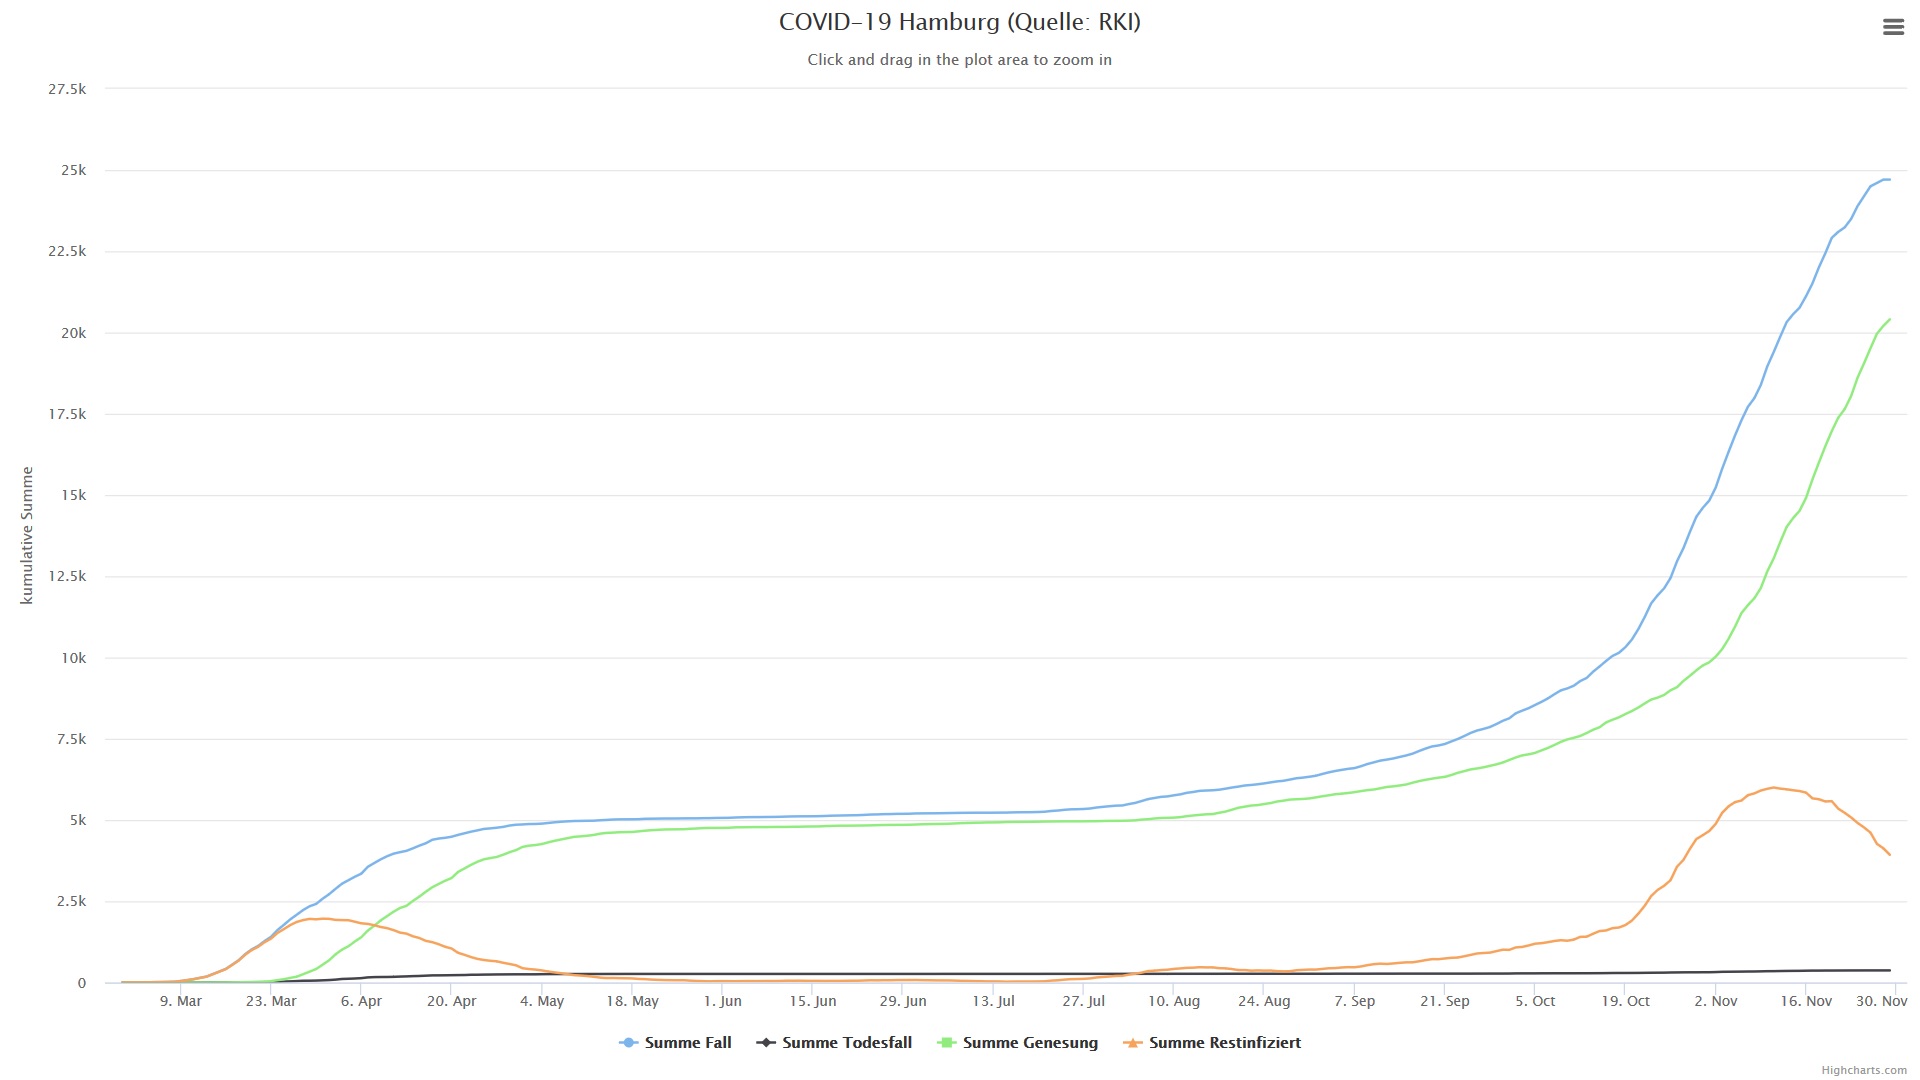 COVID-19 Hamburg (Quelle: RKI)
Click and drag in the plot area to zoom in
kumulative Summe
27.5k
25k
22.5k
20k
17.5k
15k
12.5k
10k
7.5k
5k
2.5k
0
9. Mar 23. Mar 6. Apr 20. Apr 4. May 18. May 1. Jun 15. Jun 29. Jun 13. Jul 27. Jul 10. Aug 24. Aug 7. Sep 21. Sep 5. Oct 19. Oct 2. Nov 16. Nov 30. Nov
Summe Fall Summe Todesfall Summe Genesung Summe Restinfiziert
Highcharts.com